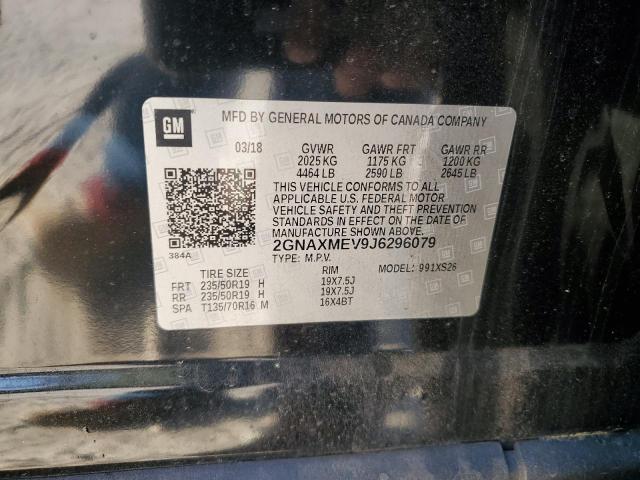 GM
MFD BY GENERAL MOTORS OF CANADA COMPANY
03/18 GVWR GAWR FRT GAWR RR
2025 KG 1175 KG 1200 KG
4464 LB 2590 LB 2645 LB
THIS VEHICLE CONFORMS TO ALL
APPLICABLE U.S. FEDERAL MOTOR
VEHICLE SAFETY AND THEFT PREVENTION
STANDARDS IN EFFECT ON THE DATE OF
MANUFACTURE SHOWN ABOVE.
2GNAXMEV9J6296079
384A TYPE: M.P.V. MODEL: 991XS26
TIRE SIZE RIM
FRT 235/50R19 H 19X7.5J
RR 235/50R19 H 19X7.5J
SPA T135/70R16 M 16X4BT